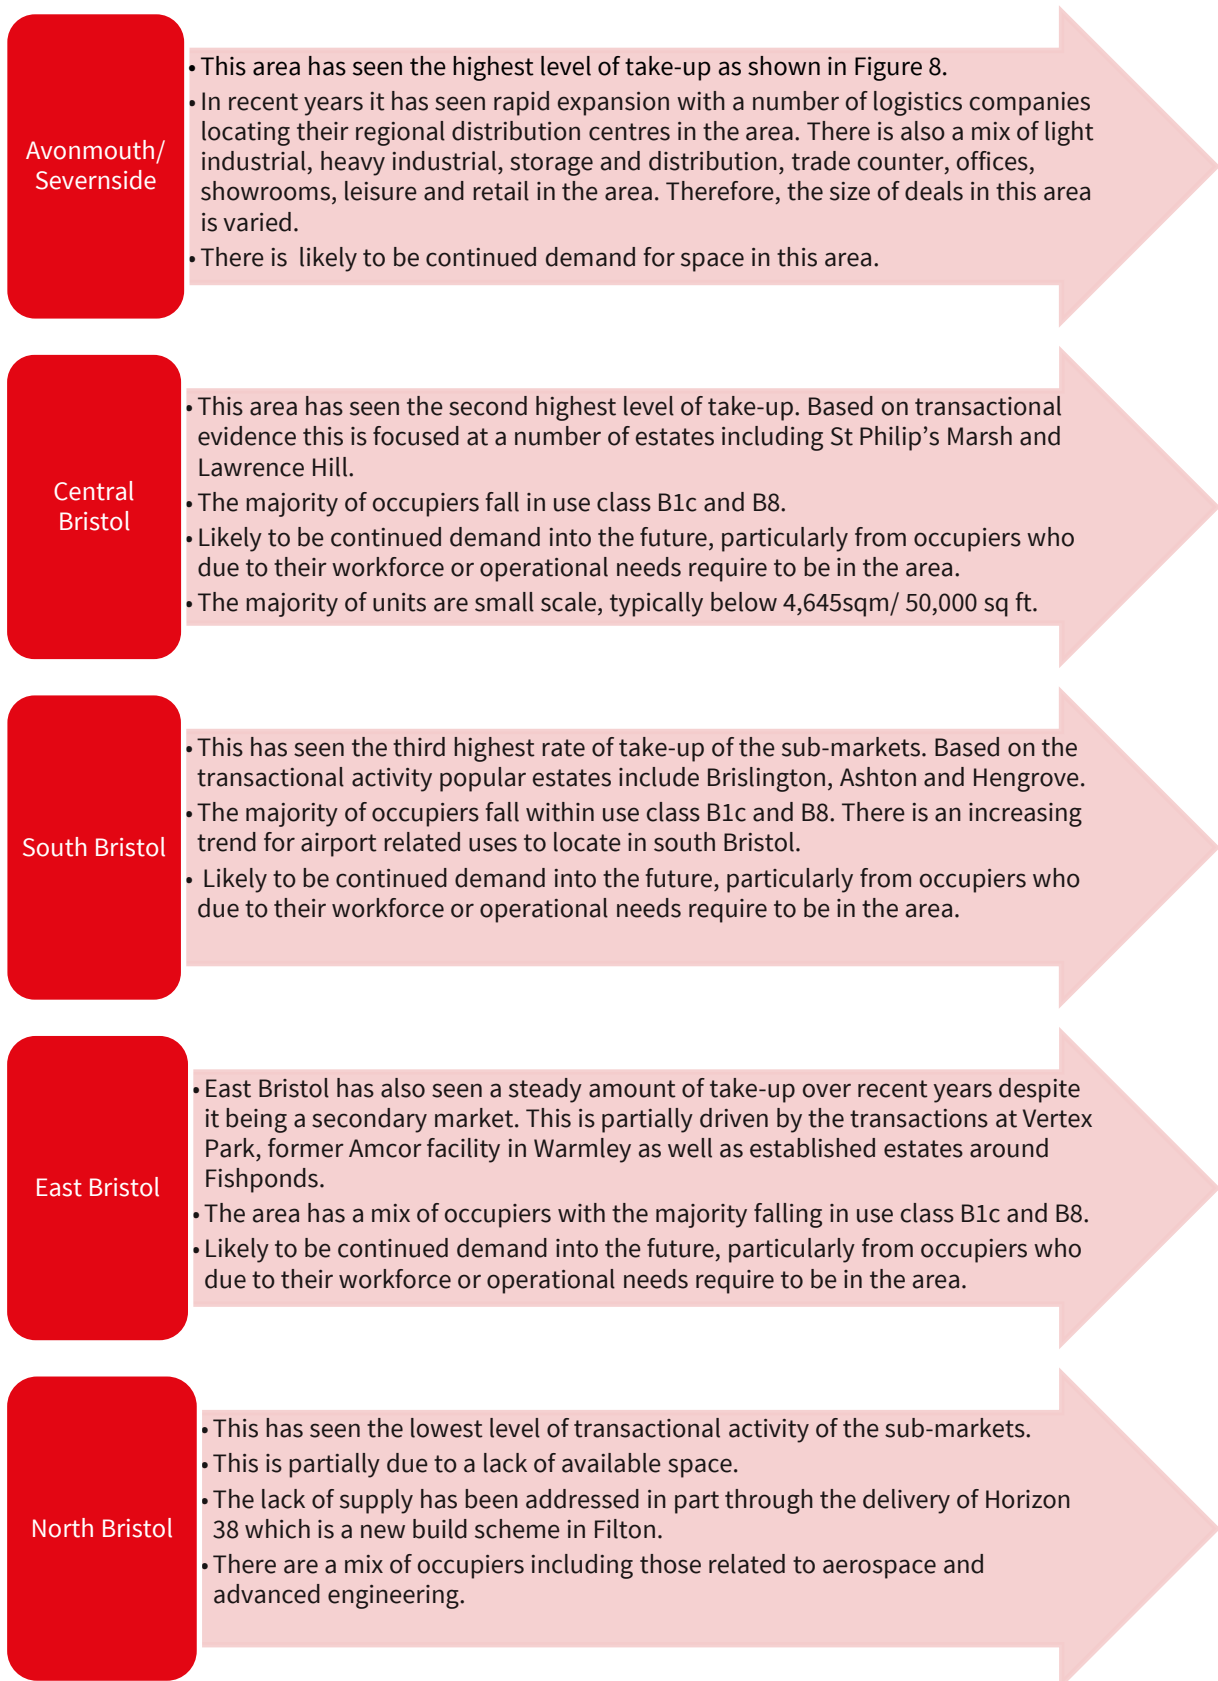 Avonmouth/
Severnside
• This area has seen the highest level of take-up as shown in Figure 8.
• In recent years it has seen rapid expansion with a number of logistics companies
locating their regional distribution centres in the area. There is also a mix of light
industrial, heavy industrial, storage and distribution, trade counter, offices,
showrooms, leisure and retail in the area. Therefore, the size of deals in this area
is varied.
• There is likely to be continued demand for space in this area.
Central
Bristol
• This area has seen the second highest level of take-up. Based on transactional
evidence this is focused at a number of estates including St Philip's Marsh and
Lawrence Hill.
• The majority of occupiers fall in use class B1c and B8.
• Likely to be continued demand into the future, particularly from occupiers who
due to their workforce or operational needs require to be in the area.
• The majority of units are small scale, typically below 4,645sqm/ 50,000 sq ft.
South Bristol
• This has seen the third highest rate of take-up of the sub-markets. Based on the
transactional activity popular estates include Brislington, Ashton and Hengrove.
• The majority of occupiers fall within use class B1c and B8. There is an increasing
trend for airport related uses to locate in south Bristol.
• Likely to be continued demand into the future, particularly from occupiers who
due to their workforce or operational needs require to be in the area.
East Bristol
• East Bristol has also seen a steady amount of take-up over recent years despite
it being a secondary market. This is partially driven by the transactions at Vertex
Park, former Amcor facility in Warmley as well as established estates around
Fishponds.
• The area has a mix of occupiers with the majority falling in use class B1c and B8.
• Likely to be continued demand into the future, particularly from occupiers who
due to their workforce or operational needs require to be in the area.
North Bristol
• This has seen the lowest level of transactional activity of the sub-markets.
• This is partially due to a lack of available space.
• The lack of supply has been addressed in part through the delivery of Horizon
38 which is a new build scheme in Filton.
• There are a mix of occupiers including those related to aerospace and
advanced engineering.